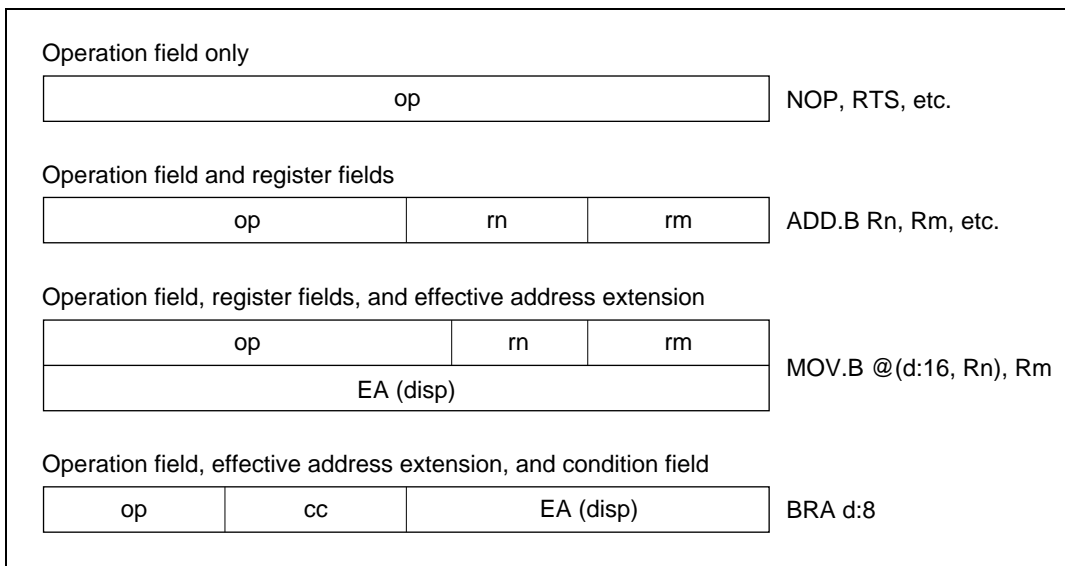 Operation field only
op NOP, RTS, etc.
Operation field and register fields
op rn rm ADD.B Rn, Rm, etc.
Operation field, register fields, and effective address extension
op rn rm
MOV.B @(d:16, Rn), Rm
EA (disp)
Operation field, effective address extension, and condition field
op cc EA (disp) BRA d:8